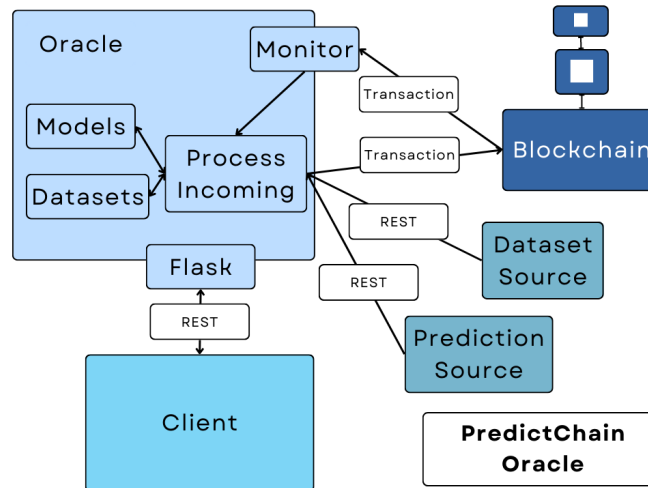 Oracle
Monitor
Transaction
Models
Process
Incoming
Transaction
Blockchain
Datasets
REST
Dataset
Source
Flask
REST
REST
Prediction
Source
Client
PredictChain
Oracle